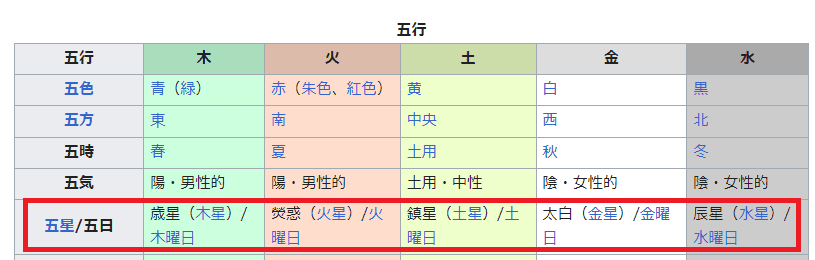 五行
五行 木 火 土 金 水
五色 青（緑） 赤（朱色、紅色） 黄 白 黒
五方 東 南 中央 西 北
五時 春 夏 土用 秋 冬
五気 陽・男性的 陽・男性的 土用・中性 陰・女性的 陰・女性的
五星/五日 歳星（木星）/木曜日 熒惑（火星）/火曜日 鎮星（土星）/土曜日 太白（金星）/金曜日 辰星（水星）/水曜日